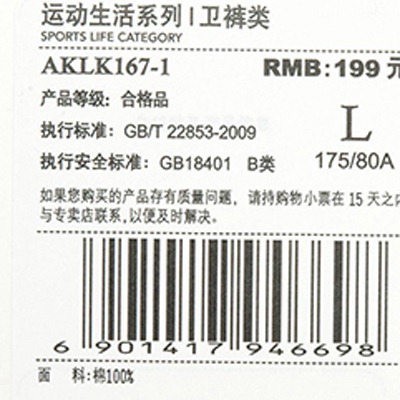 运动生活系列 | 卫裤类
SPORTS LIFE CATEGORY
AKLK167-1 RMB:199 元
产品等级: 合格品
执行标准: GB/T 22853-2009 L
执行安全标准: GB18401 B类 175/80A
如果您购买的产品存有质量问题, 请持购物小票在 15 天之内
与专卖店联系,以便及时解决。
6 901417 946698
面 料:棉100%